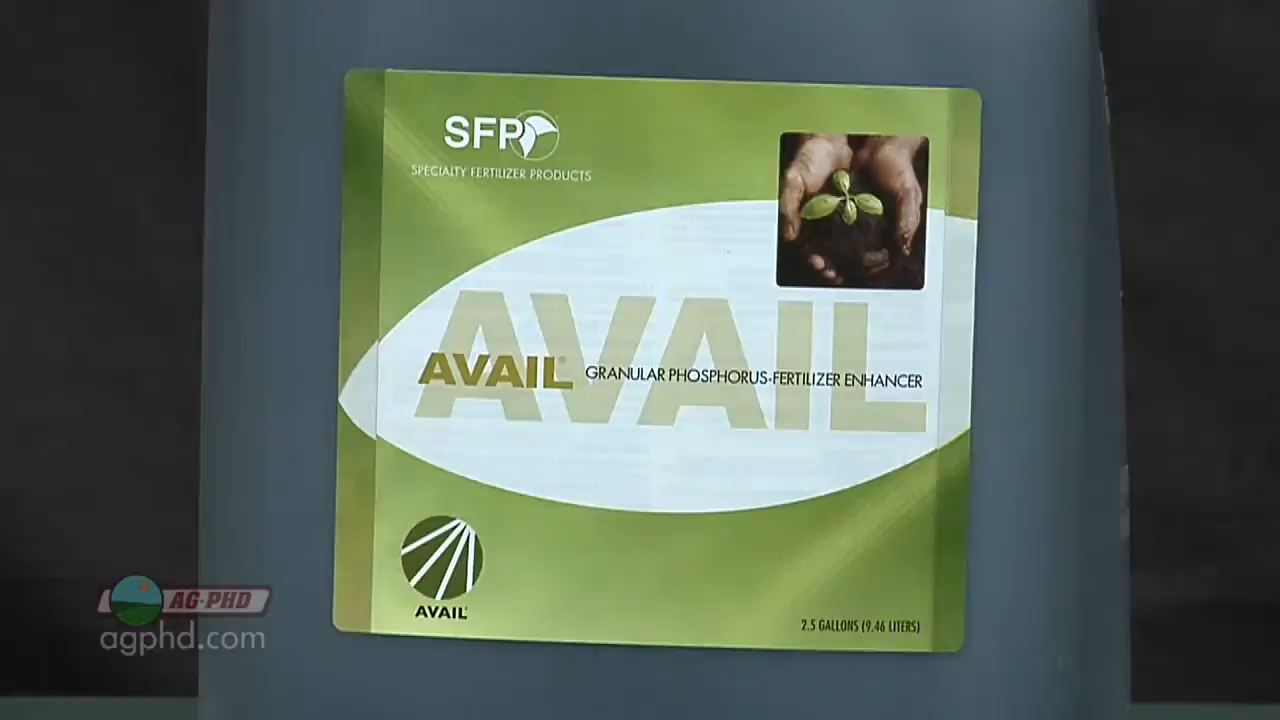 SFP
SPECIALTY FERTILIZER PRODUCTS
AVAIL
AVAIL® GRANULAR PHOSPHORUS-FERTILIZER ENHANCER
AVAIL
2.5 GALLONS (9.46 LITERS)
AG·PHD
agphd.com